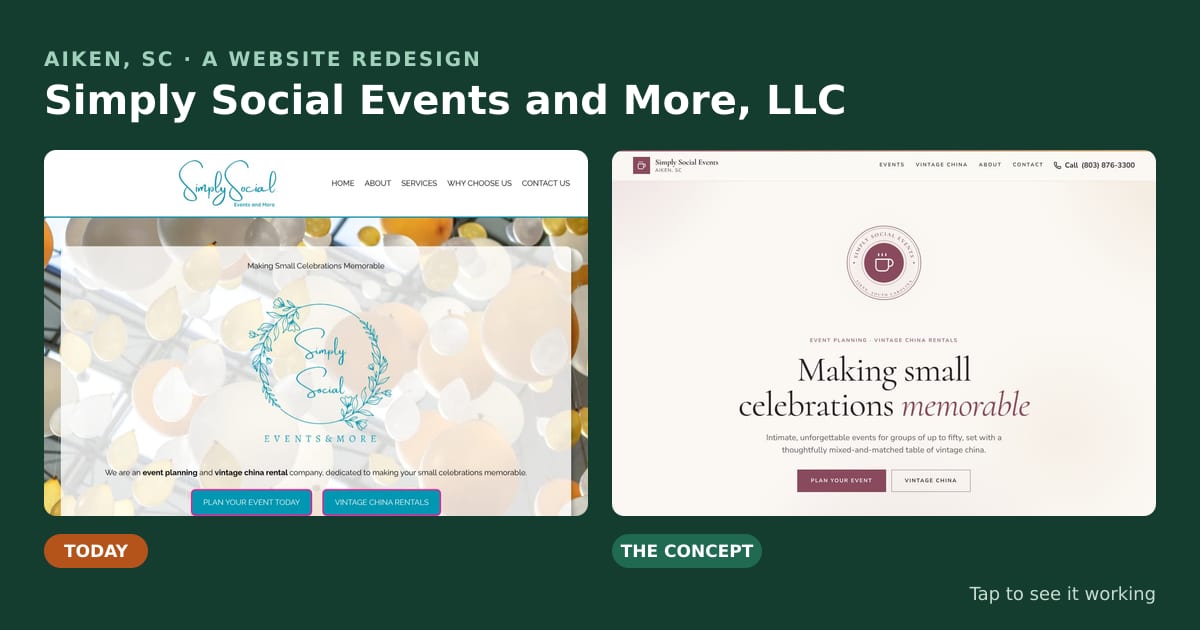 AIKEN, SC · A WEBSITE REDESIGN
Simply Social Events and More, LLC
Simply Social
Events and More
HOME ABOUT SERVICES WHY CHOOSE US CONTACT US
Making Small Celebrations Memorable
Simply
Social
EVENTS&MORE
We are an event planning and vintage china rental company, dedicated to making your small celebrations memorable.
PLAN YOUR EVENT TODAY VINTAGE CHINA RENTALS
TODAY
Simply Social Events
AIKEN, SC
EVENTS VINTAGE CHINA ABOUT CONTACT Call (803) 876-3300
SIMPLY SOCIAL EVENTS
AIKEN, SOUTH CAROLINA
EVENT PLANNING · VINTAGE CHINA RENTALS
Making small
celebrations memorable
Intimate, unforgettable events for groups of up to fifty, set with a
thoughtfully mixed-and-matched table of vintage china.
PLAN YOUR EVENT VINTAGE CHINA
THE CONCEPT
Tap to see it working